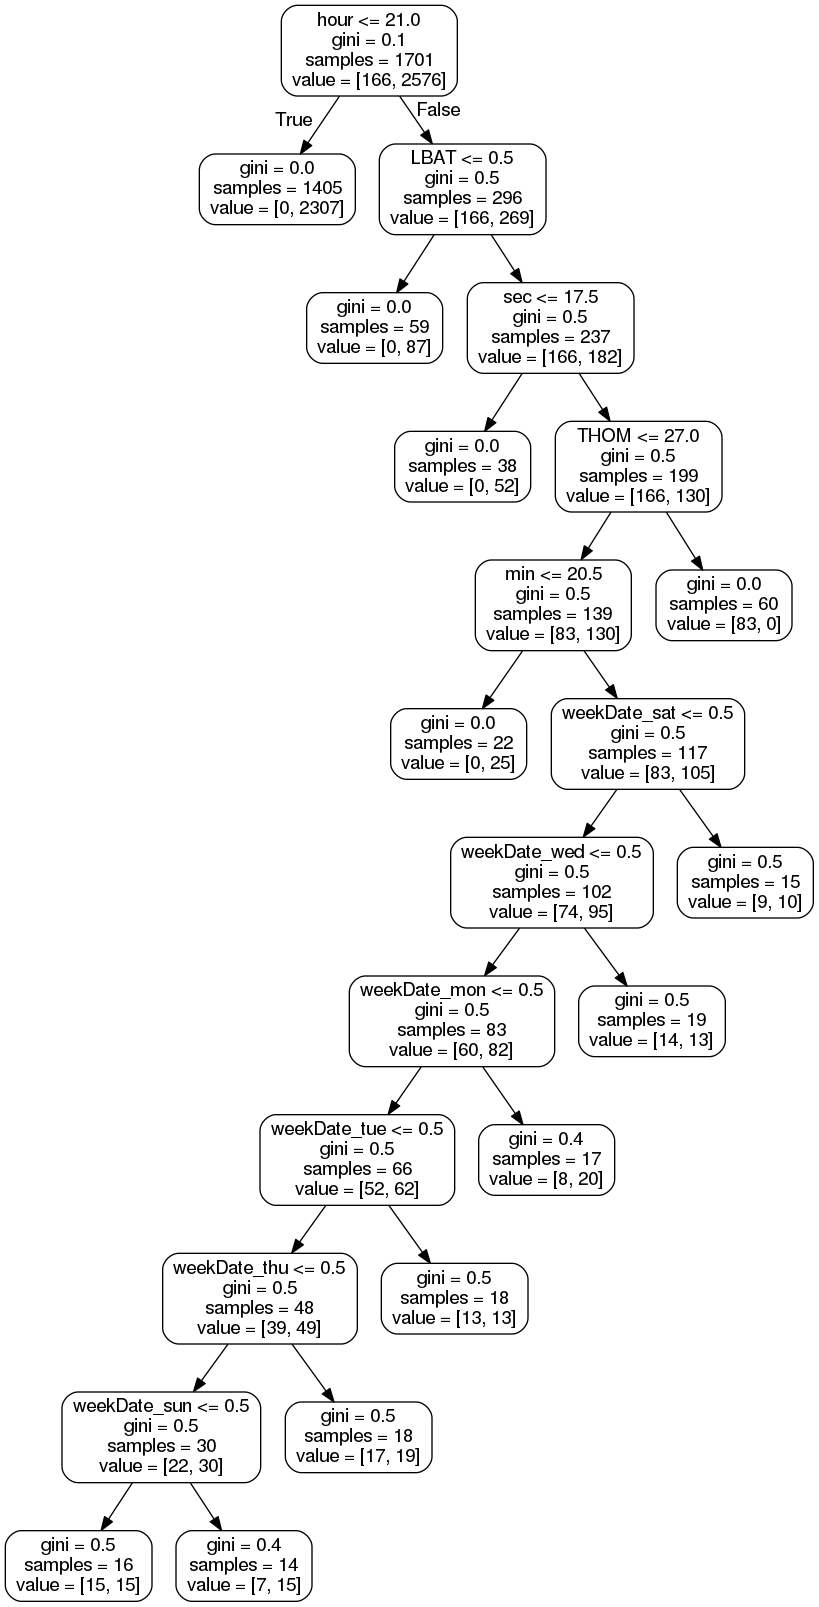 hour <= 21.0
gini = 0.1
samples = 1701
value = [166, 2576]
True
False
gini = 0.0
samples = 1405
value = [0, 2307]
LBAT <= 0.5
gini = 0.5
samples = 296
value = [166, 269]
gini = 0.0
samples = 59
value = [0, 87]
sec <= 17.5
gini = 0.5
samples = 237
value = [166, 182]
gini = 0.0
samples = 38
value = [0, 52]
THOM <= 27.0
gini = 0.5
samples = 199
value = [166, 130]
min <= 20.5
gini = 0.5
samples = 139
value = [83, 130]
gini = 0.0
samples = 60
value = [83, 0]
gini = 0.0
samples = 22
value = [0, 25]
weekDate_sat <= 0.5
gini = 0.5
samples = 117
value = [83, 105]
weekDate_wed <= 0.5
gini = 0.5
samples = 102
value = [74, 95]
gini = 0.5
samples = 15
value = [9, 10]
weekDate_mon <= 0.5
gini = 0.5
samples = 83
value = [60, 82]
gini = 0.5
samples = 19
value = [14, 13]
weekDate_tue <= 0.5
gini = 0.5
samples = 66
value = [52, 62]
gini = 0.4
samples = 17
value = [8, 20]
weekDate_thu <= 0.5
gini = 0.5
samples = 48
value = [39, 49]
gini = 0.5
samples = 18
value = [13, 13]
weekDate_sun <= 0.5
gini = 0.5
samples = 30
value = [22, 30]
gini = 0.5
samples = 18
value = [17, 19]
gini = 0.5
samples = 16
value = [15, 15]
gini = 0.4
samples = 14
value = [7, 15]